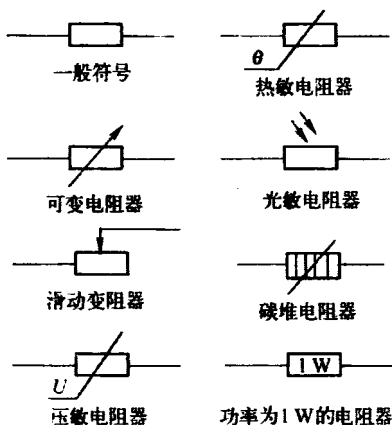 θ
一般符号
热敏电阻器
可变电阻器
光敏电阻器
滑动变阻器
碳堆电阻器
U
1W
压敏电阻器
功率为1W的电阻器